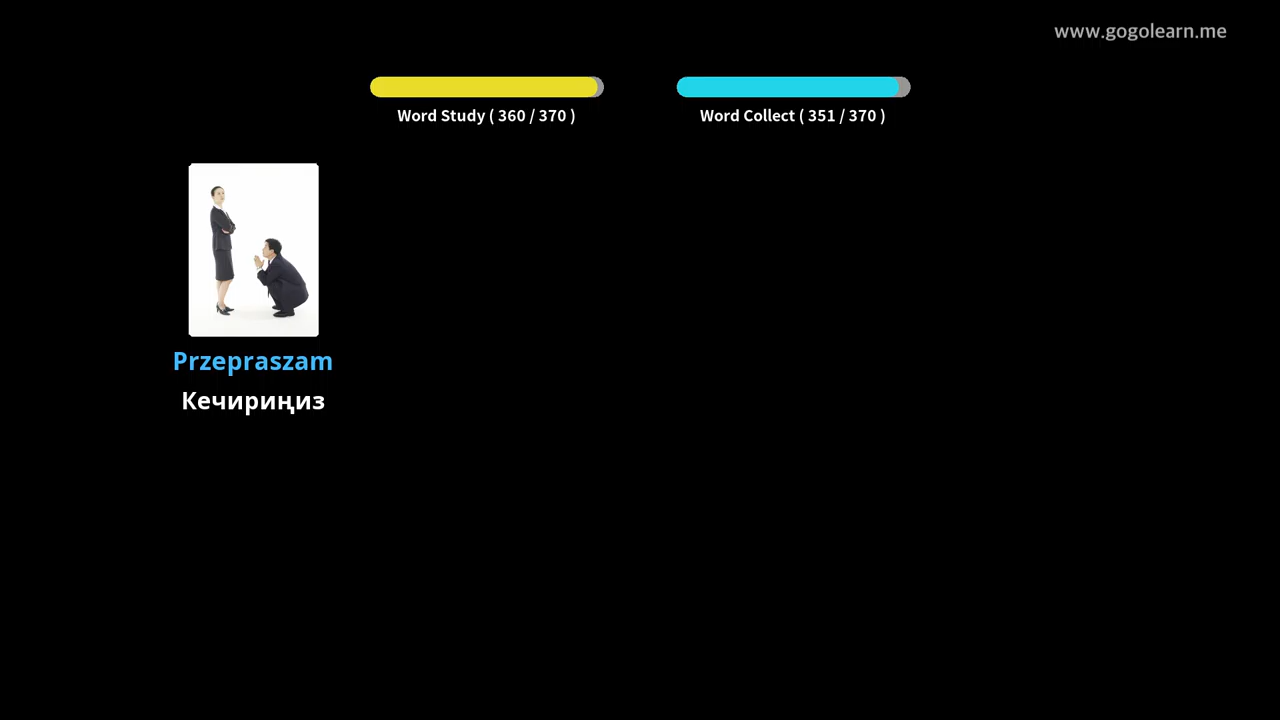 www.gogolearn.me
Word Study ( 360 / 370 )
Word Collect ( 351 / 370 )
Przepraszam
Кечириңиз